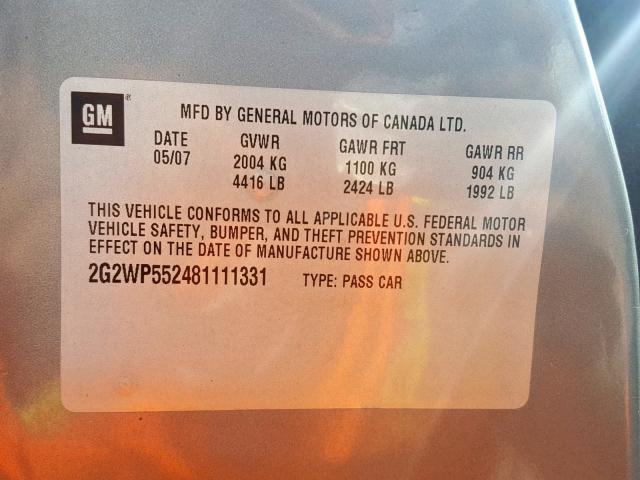 GM ®
MFD BY GENERAL MOTORS OF CANADA LTD.
DATE GVWR GAWR FRT GAWR RR
05/07 2004 KG 1100 KG 904 KG
4416 LB 2424 LB 1992 LB
THIS VEHICLE CONFORMS TO ALL APPLICABLE U.S. FEDERAL MOTOR
VEHICLE SAFETY, BUMPER, AND THEFT PREVENTION STANDARDS IN
EFFECT ON THE DATE OF MANUFACTURE SHOWN ABOVE.
2G2WP552481111331 TYPE: PASS CAR